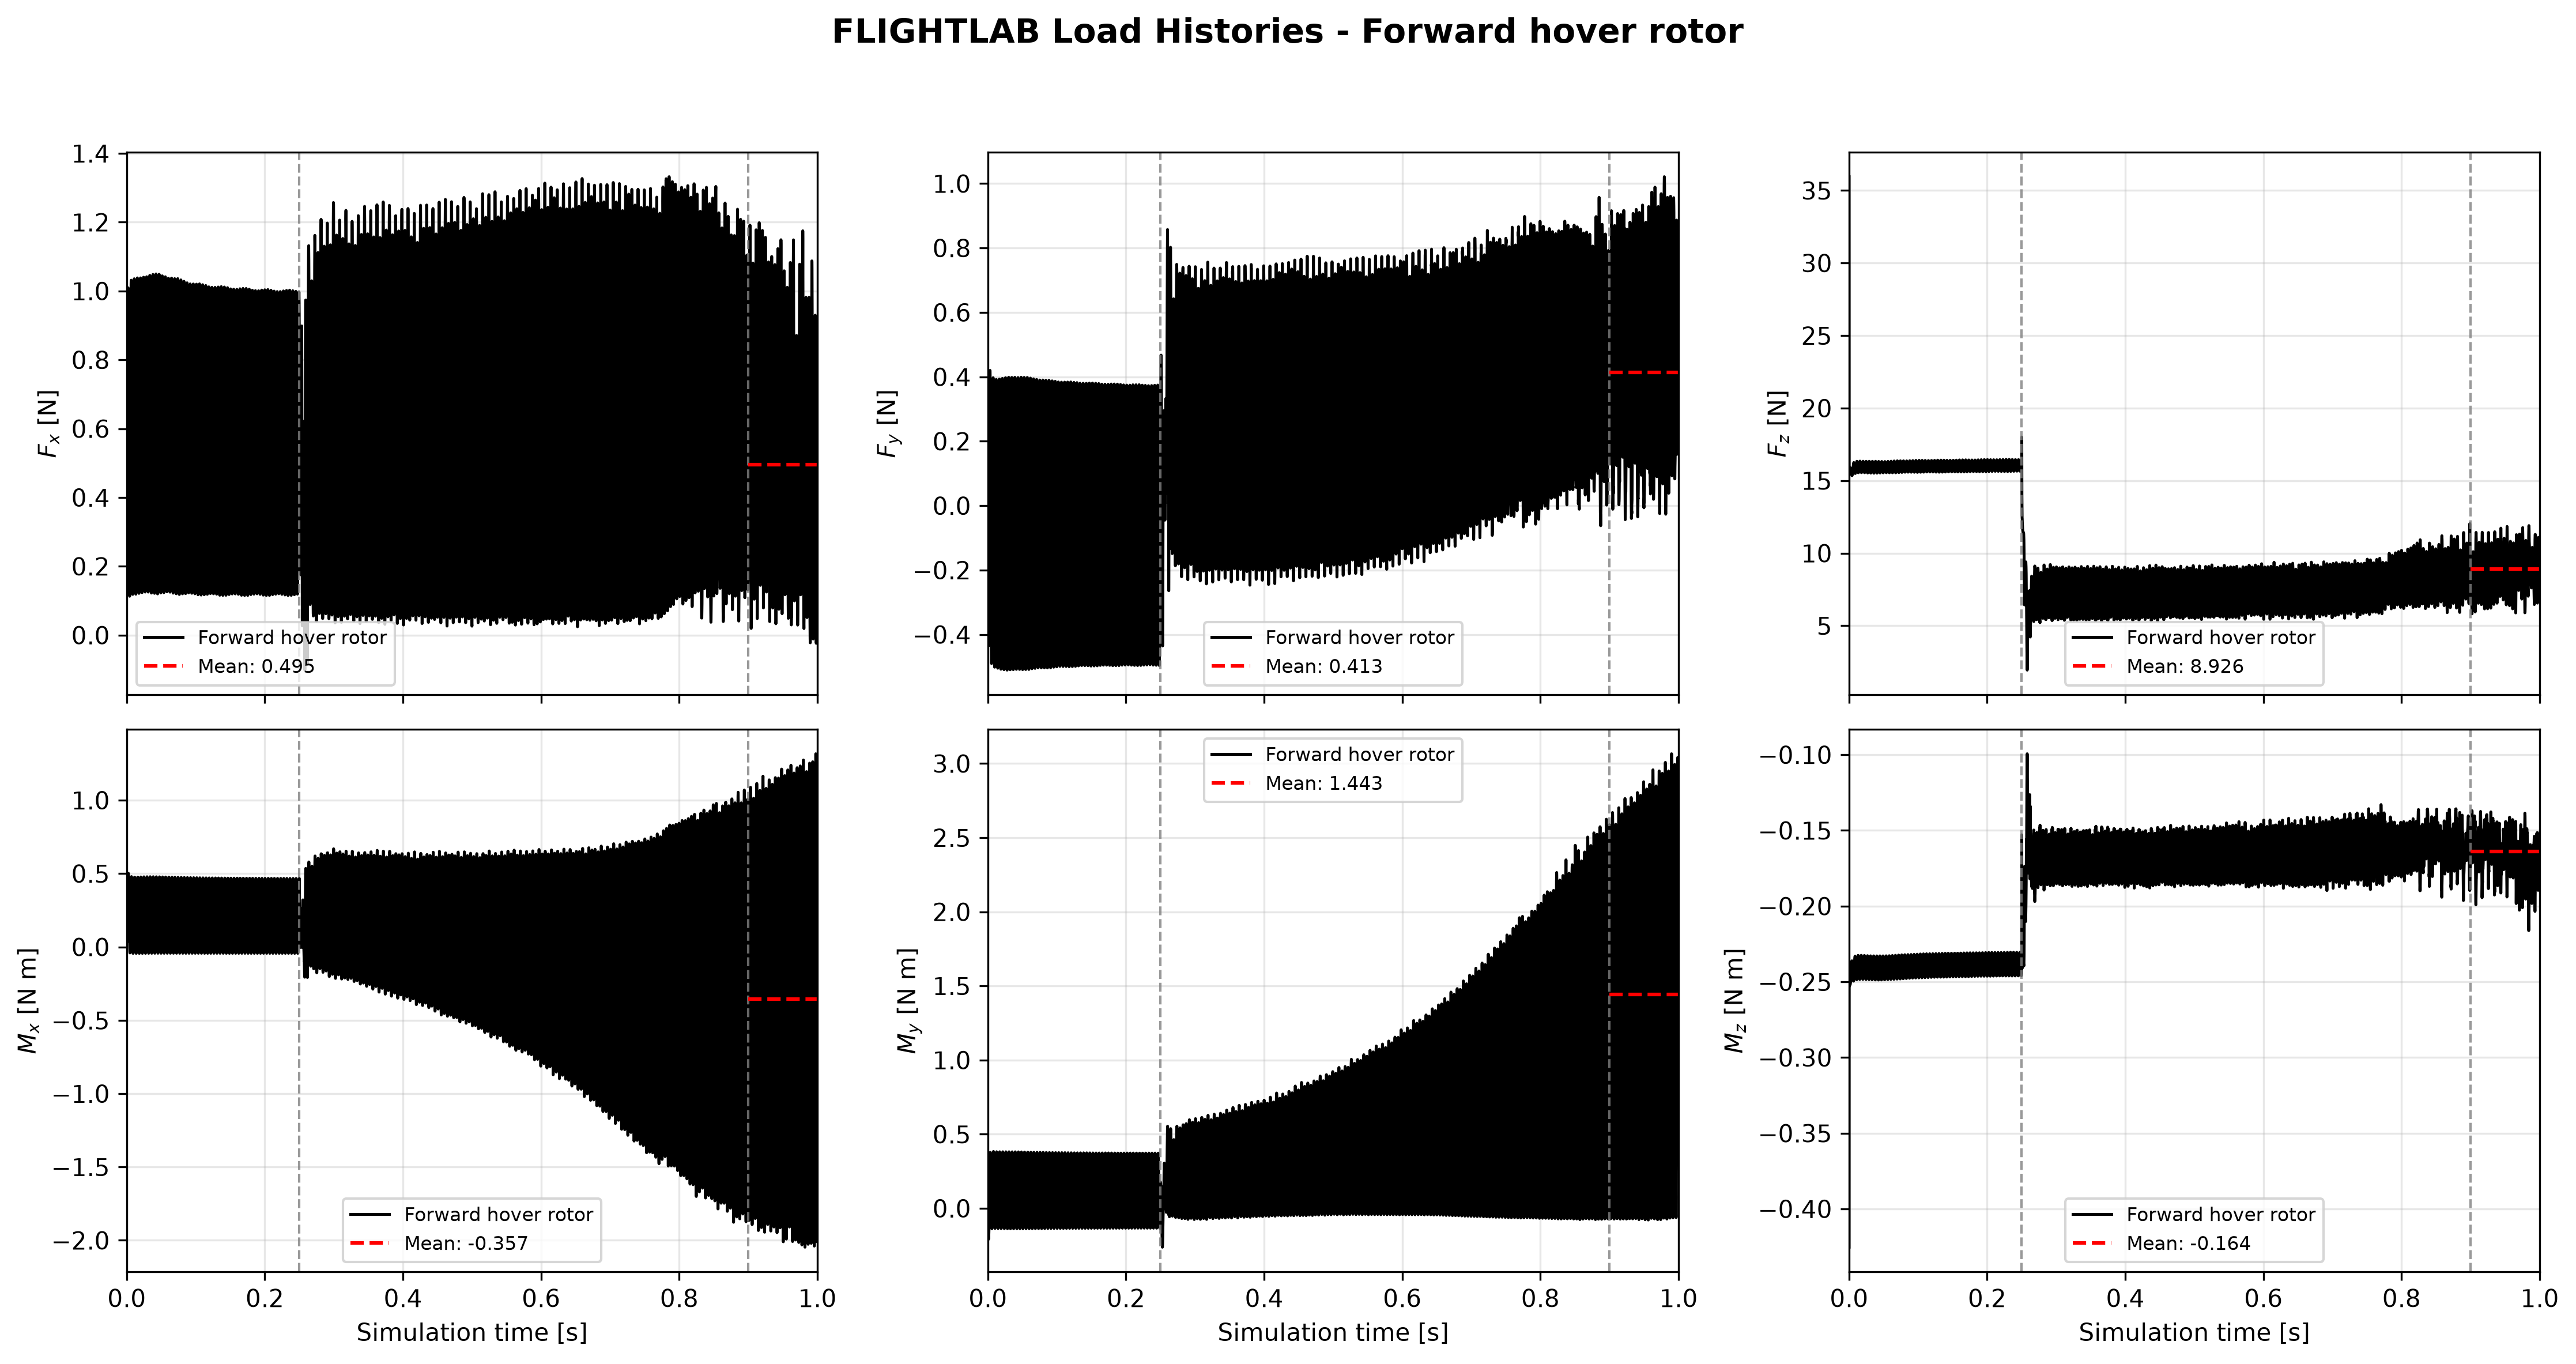 FLIGHTLAB Load Histories - Forward hover rotor
F_x [N]
1.4
1.2
1.0
0.8
0.6
0.4
0.2
0.0
Forward hover rotor
Mean: 0.495
F_y [N]
1.0
0.8
0.6
0.4
0.2
0.0
−0.2
−0.4
Forward hover rotor
Mean: 0.413
F_z [N]
35
30
25
20
15
10
5
Forward hover rotor
Mean: 8.926
M_x [N m]
1.0
0.5
0.0
−0.5
−1.0
−1.5
−2.0
Forward hover rotor
Mean: -0.357
0.0 0.2 0.4 0.6 0.8 1.0
Simulation time [s]
M_y [N m]
3.0
2.5
2.0
1.5
1.0
0.5
0.0
Forward hover rotor
Mean: 1.443
0.0 0.2 0.4 0.6 0.8 1.0
Simulation time [s]
M_z [N m]
−0.10
−0.15
−0.20
−0.25
−0.30
−0.35
−0.40
Forward hover rotor
Mean: -0.164
0.0 0.2 0.4 0.6 0.8 1.0
Simulation time [s]